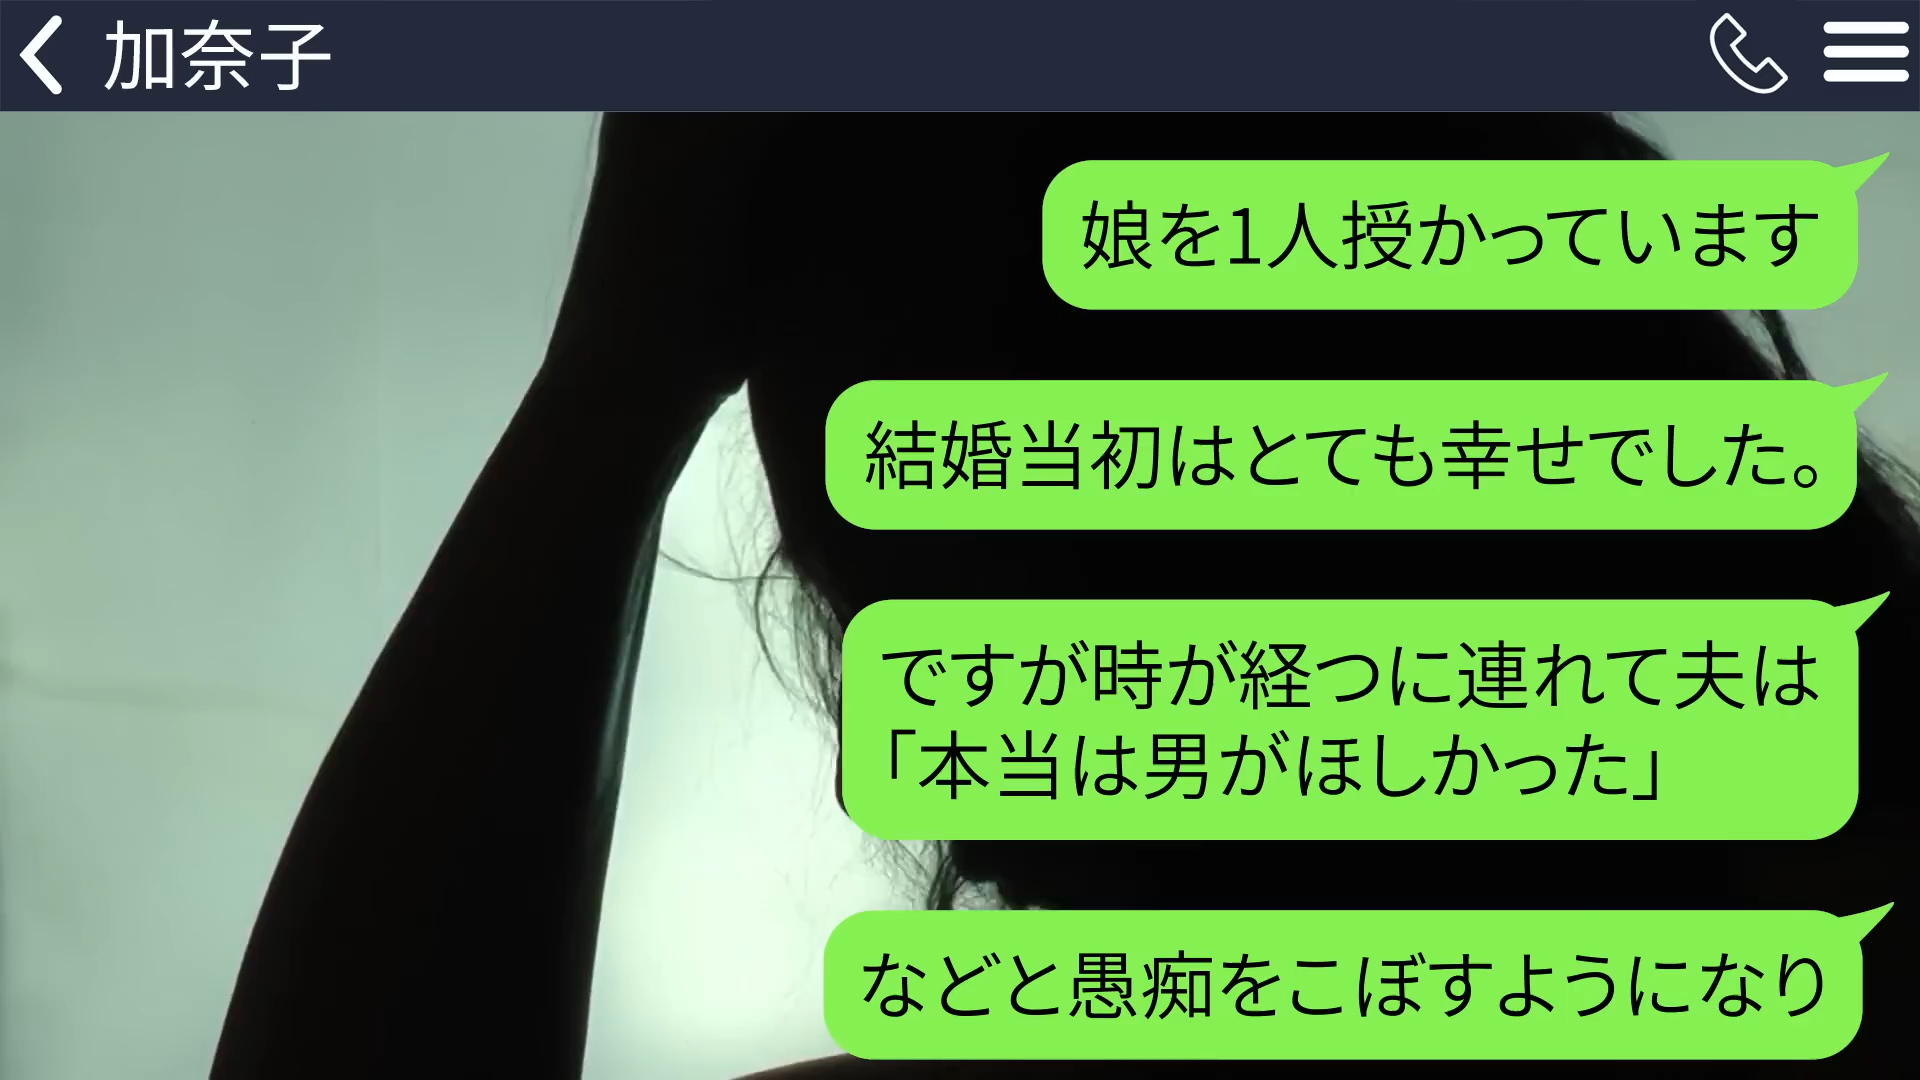 加奈子
娘を1人授かっています
結婚当初はとても幸せでした。
ですが時が経つに連れて夫は
「本当は男がほしかった」
などと愚痴をこぼすようになり